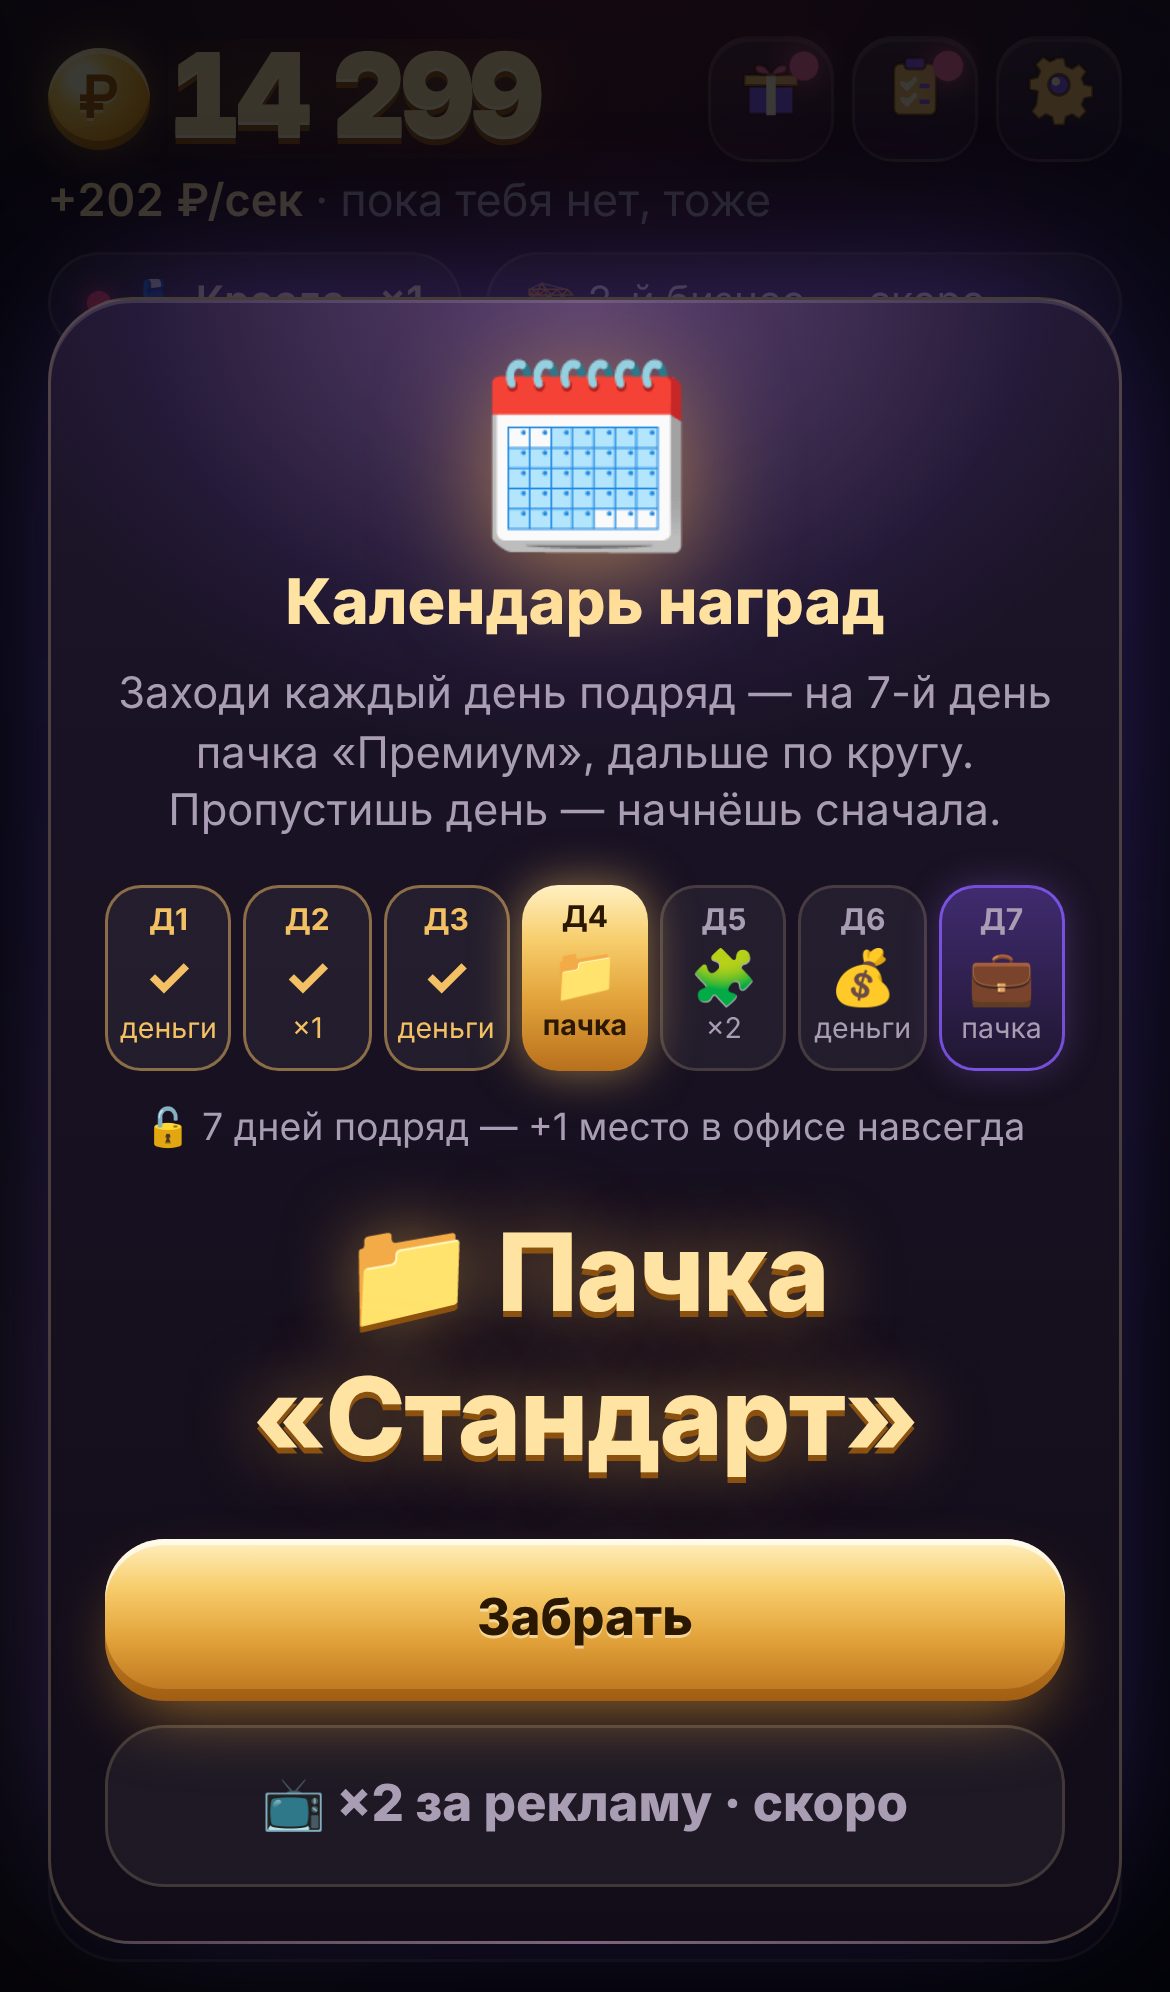 ₽ 14 299
+202 ₽/сек · пока тебя нет, тоже
Календарь наград
Заходи каждый день подряд — на 7-й день
пачка «Премиум», дальше по кругу.
Пропустишь день — начнёшь сначала.
Д1 Д2 Д3 Д4 Д5 Д6 Д7
деньги ×1 деньги пачка ×2 деньги пачка
7 дней подряд — +1 место в офисе навсегда
Пачка
«Стандарт»
Забрать
×2 за рекламу · скоро